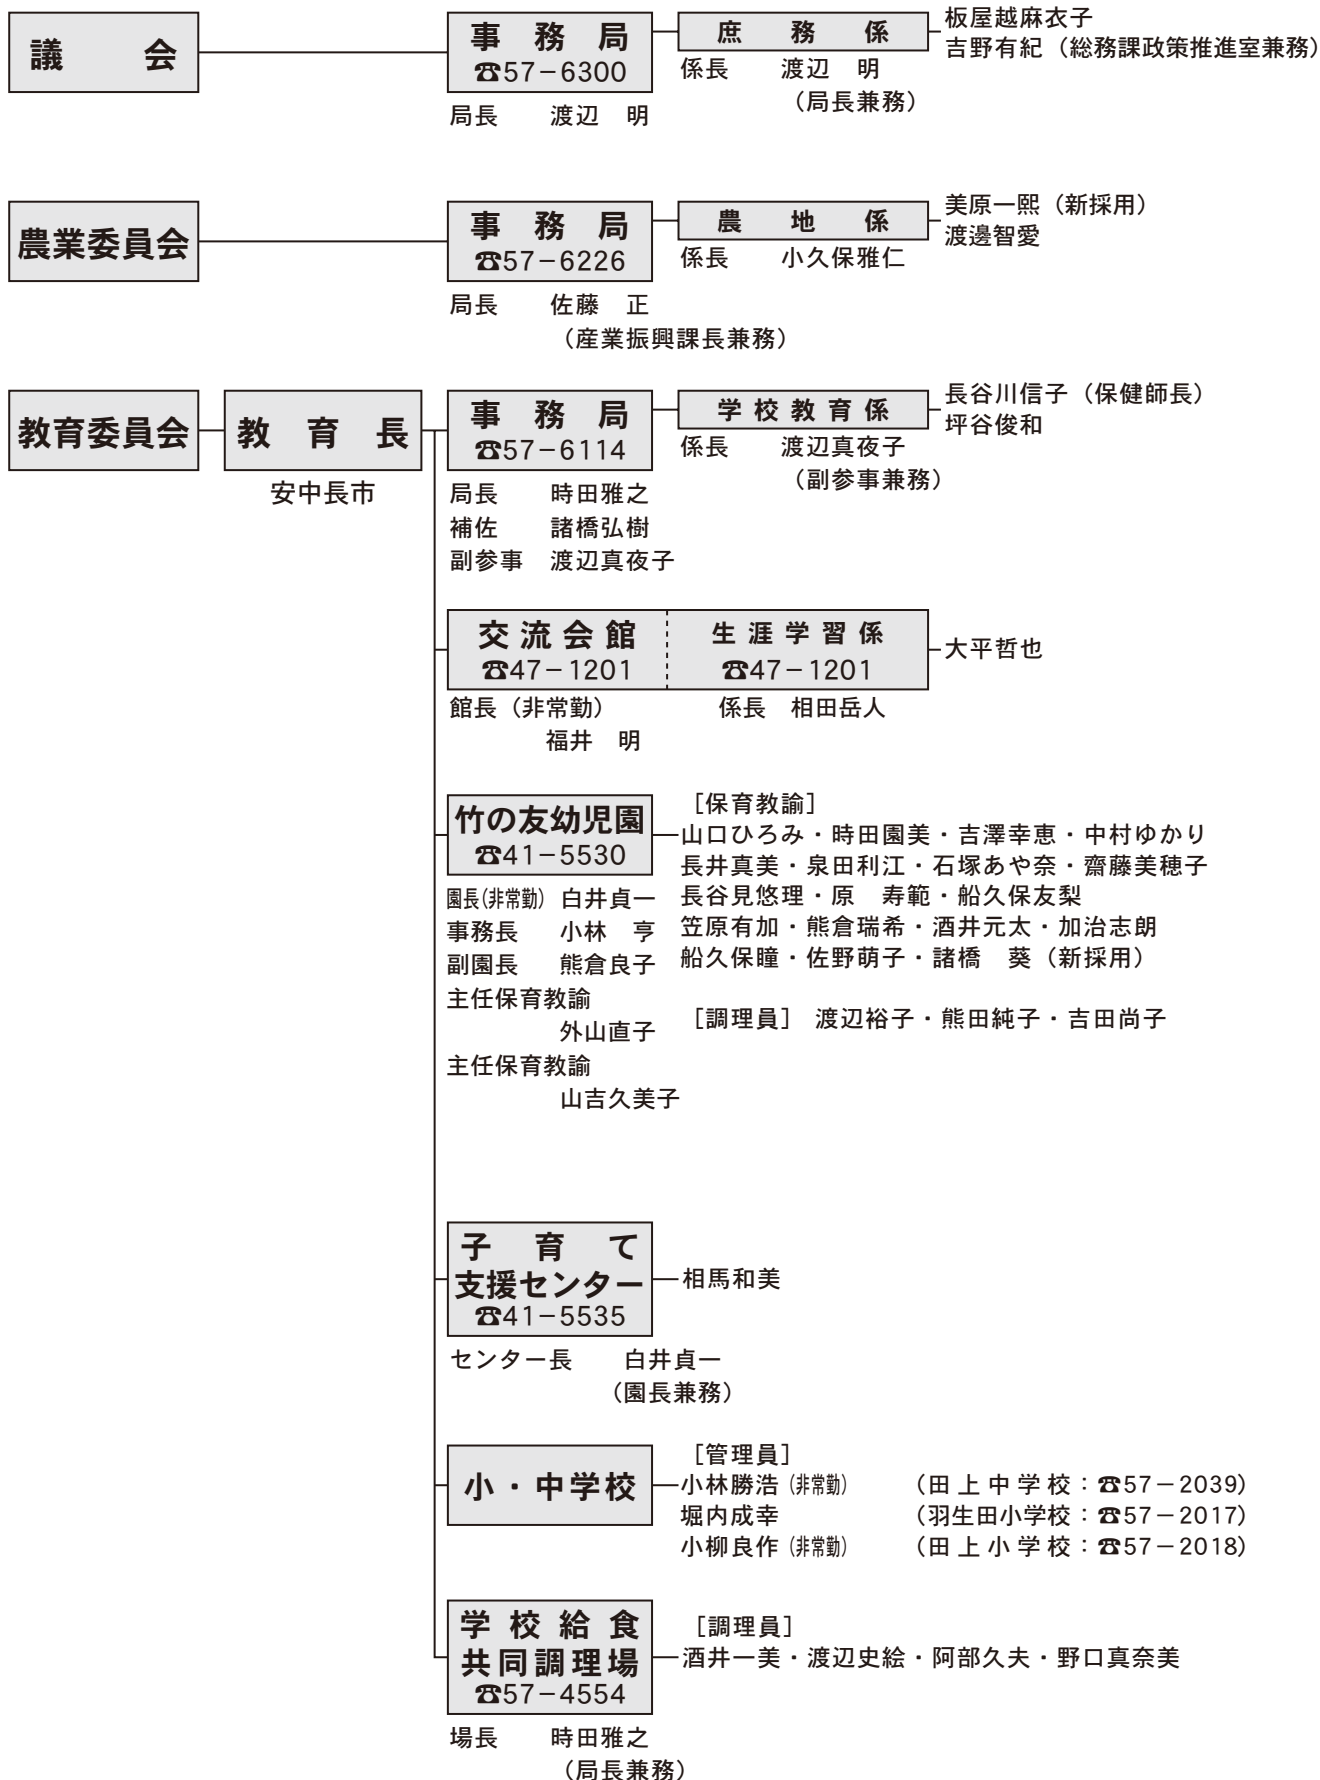 議　会
事務局
☎57－6300
局長　渡辺　明
庶務係
係長　渡辺　明
（局長兼務）
板屋越麻衣子
吉野有紀（総務課政策推進室兼務）
農業委員会
事務局
☎57－6226
局長　佐藤　正
（産業振興課長兼務）
農地係
係長　小久保雅仁
美原一熙（新採用）
渡邊智愛
教育委員会
教育長
安中長市
事務局
☎57－6114
局長　時田雅之
補佐　諸橋弘樹
副参事　渡辺真夜子
学校教育係
係長　渡辺真夜子
（副参事兼務）
長谷川信子（保健師長）
坪谷俊和
交流会館
☎47－1201
館長（非常勤）
福井　明
生涯学習係
☎47－1201
係長　相田岳人
大平哲也
竹の友幼児園
☎41－5530
園長（非常勤）　白井貞一
事務長　小林　亨
副園長　熊倉良子
主任保育教諭
外山直子
主任保育教諭
山吉久美子
［保育教諭］
山口ひろみ・時田園美・吉澤幸恵・中村ゆかり
長井真美・泉田利江・石塚あや奈・齋藤美穂子
長谷見悠理・原　寿範・船久保友梨
笠原有加・熊倉瑞希・酒井元太・加治志朗
船久保瞳・佐野萌子・諸橋　葵（新採用）
［調理員］　渡辺裕子・熊田純子・吉田尚子
子育て
支援センター
☎41－5535
センター長　白井貞一
（園長兼務）
相馬和美
小・中学校
［管理員］
小林勝浩（非常勤）　（田上中学校：☎57－2039）
堀内成幸　（羽生田小学校：☎57－2017）
小柳良作（非常勤）　（田上小学校：☎57－2018）
学校給食
共同調理場
☎57－4554
場長　時田雅之
（局長兼務）
［調理員］
酒井一美・渡辺史絵・阿部久夫・野口真奈美